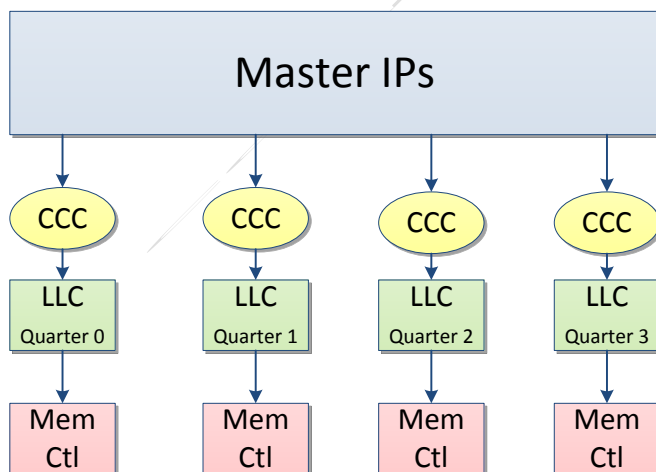 Master IPs
CCC CCC CCC CCC
LLC LLC LLC LLC
Quarter 0 Quarter 1 Quarter 2 Quarter 3
Mem Mem Mem Mem
Ctl Ctl Ctl Ctl